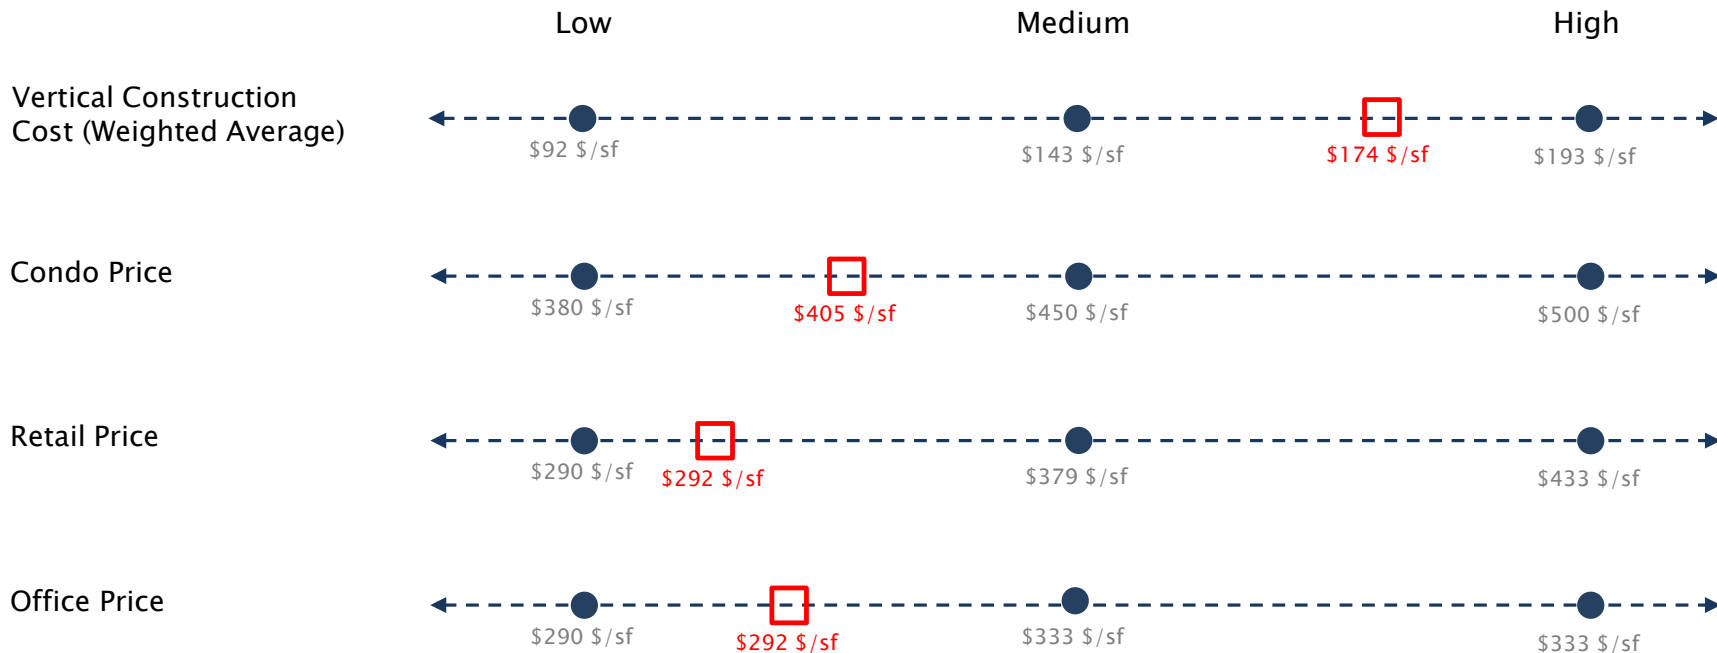 Low Medium High
Vertical Construction
Cost (Weighted Average)
$92 $/sf $143 $/sf $174 $/sf $193 $/sf
Condo Price
$380 $/sf $405 $/sf $450 $/sf $500 $/sf
Retail Price
$290 $/sf $292 $/sf $379 $/sf $433 $/sf
Office Price
$290 $/sf $292 $/sf $333 $/sf $333 $/sf